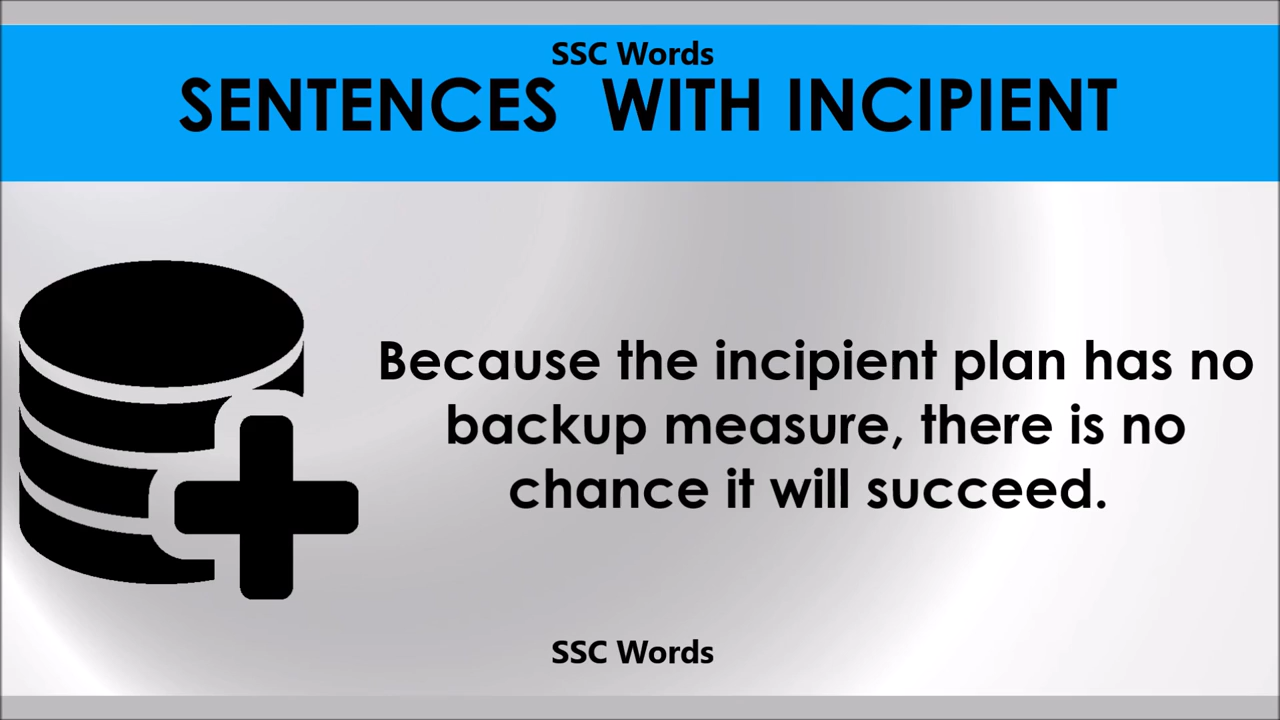 SSC Words
SENTENCES WITH INCIPIENT
Because the incipient plan has no
backup measure, there is no
chance it will succeed.
SSC Words